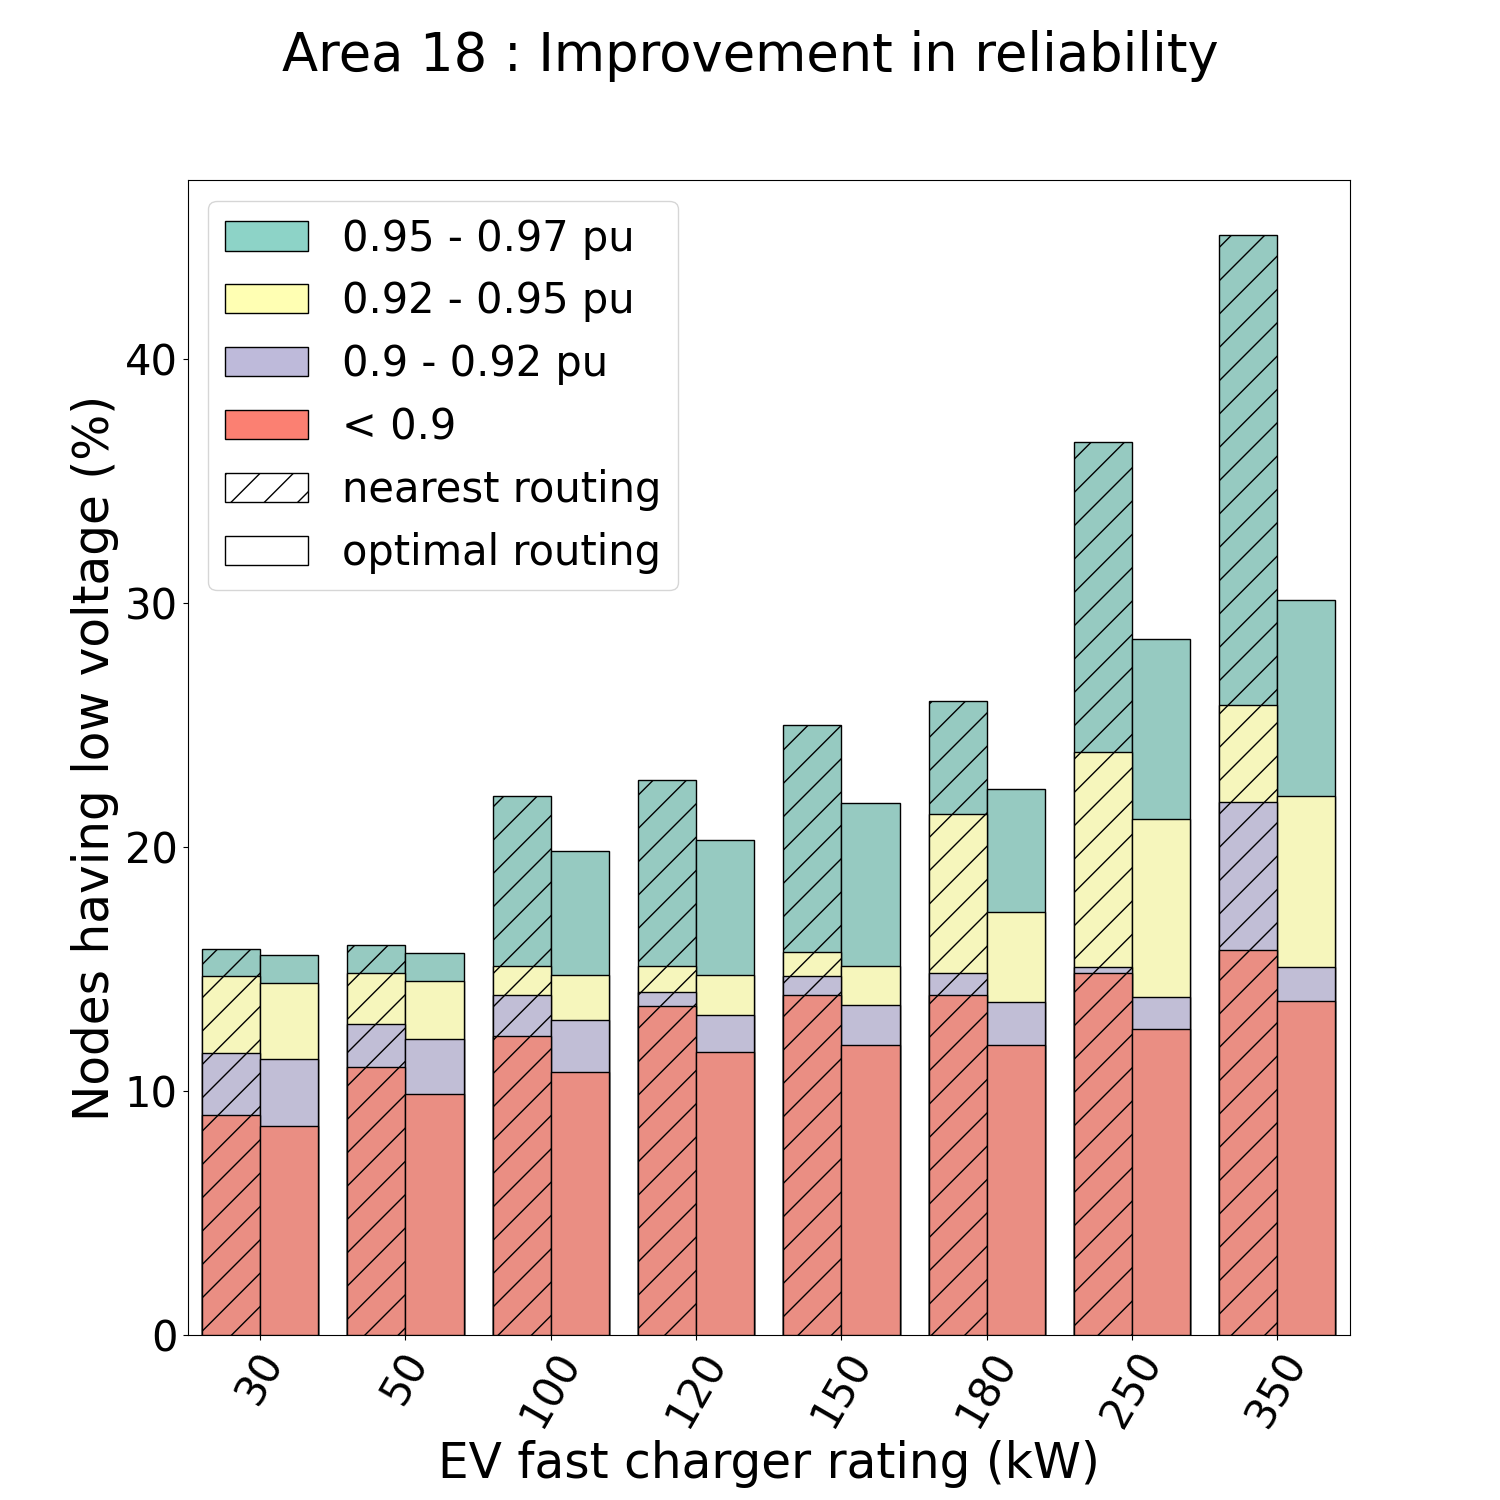 Area 18 : Improvement in reliability
0.95 - 0.97 pu
0.92 - 0.95 pu
0.9 - 0.92 pu
< 0.9
nearest routing
optimal routing
Nodes having low voltage (%)
40
30
20
10
0
30 50 100 120 150 180 250 350
EV fast charger rating (kW)